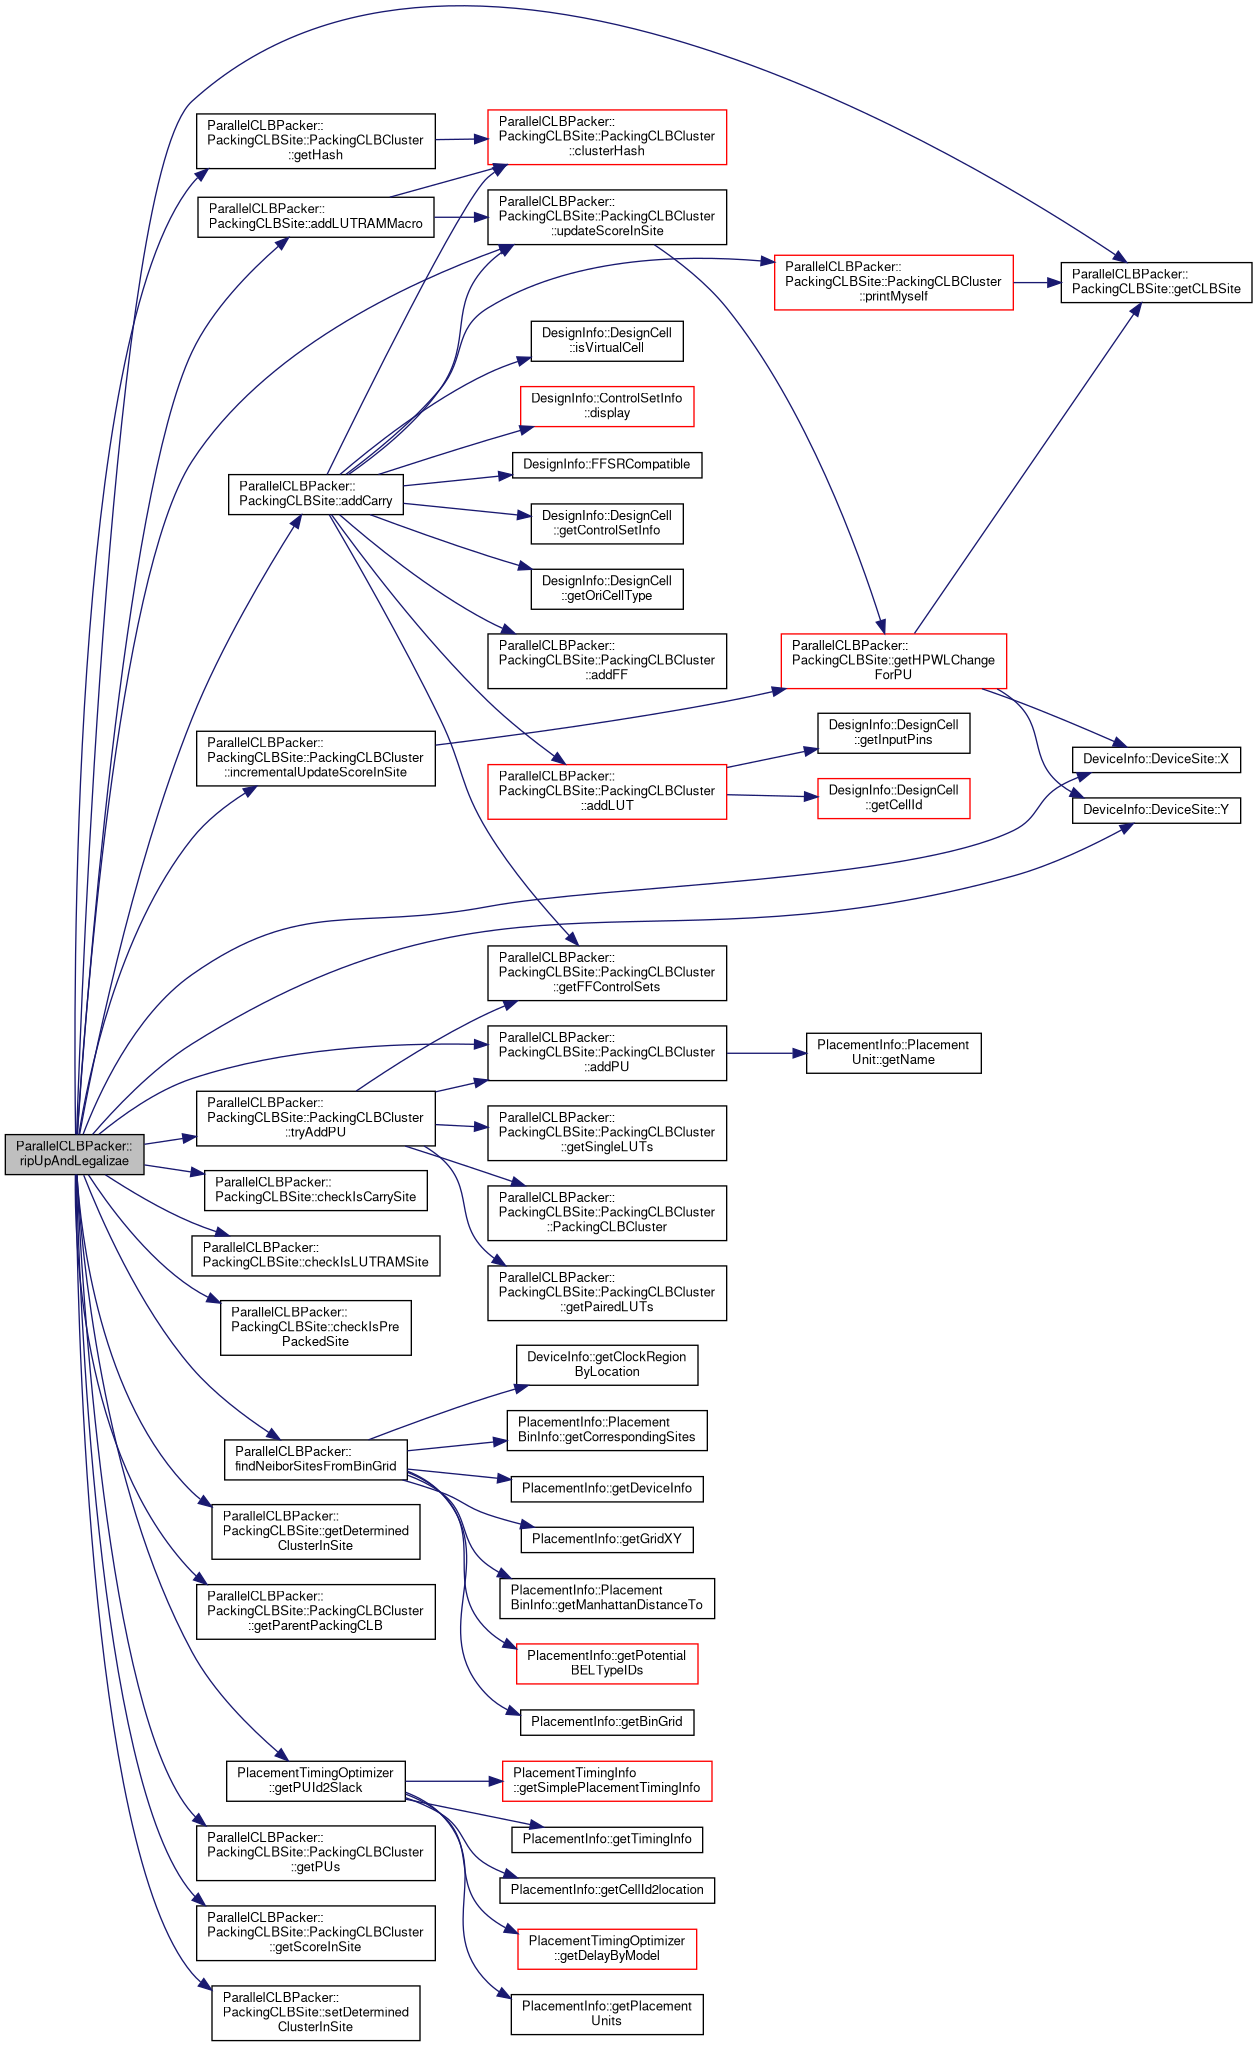 ParallelCLBPacker::
ripUpAndLegalizae
ParallelCLBPacker::
PackingCLBSite::PackingCLBCluster
::getHash
ParallelCLBPacker::
PackingCLBSite::addLUTRAMMacro
ParallelCLBPacker::
PackingCLBSite::addCarry
ParallelCLBPacker::
PackingCLBSite::PackingCLBCluster
::incrementalUpdateScoreInSite
ParallelCLBPacker::
PackingCLBSite::PackingCLBCluster
::tryAddPU
ParallelCLBPacker::
PackingCLBSite::checkIsCarrySite
ParallelCLBPacker::
PackingCLBSite::checkIsLUTRAMSite
ParallelCLBPacker::
PackingCLBSite::checkIsPre
PackedSite
ParallelCLBPacker::
findNeiborSitesFromBinGrid
ParallelCLBPacker::
PackingCLBSite::getDetermined
ClusterInSite
ParallelCLBPacker::
PackingCLBSite::PackingCLBCluster
::getParentPackingCLB
PlacementTimingOptimizer
::getPUId2Slack
ParallelCLBPacker::
PackingCLBSite::PackingCLBCluster
::getPUs
ParallelCLBPacker::
PackingCLBSite::PackingCLBCluster
::getScoreInSite
ParallelCLBPacker::
PackingCLBSite::setDetermined
ClusterInSite
ParallelCLBPacker::
PackingCLBSite::PackingCLBCluster
::clusterHash
ParallelCLBPacker::
PackingCLBSite::PackingCLBCluster
::updateScoreInSite
DesignInfo::DesignCell
::isVirtualCell
DesignInfo::ControlSetInfo
::display
DesignInfo::FFSRCompatible
DesignInfo::DesignCell
::getControlSetInfo
DesignInfo::DesignCell
::getOriCellType
ParallelCLBPacker::
PackingCLBSite::PackingCLBCluster
::addFF
ParallelCLBPacker::
PackingCLBSite::PackingCLBCluster
::addLUT
ParallelCLBPacker::
PackingCLBSite::PackingCLBCluster
::getFFControlSets
ParallelCLBPacker::
PackingCLBSite::PackingCLBCluster
::addPU
ParallelCLBPacker::
PackingCLBSite::PackingCLBCluster
::getSingleLUTs
ParallelCLBPacker::
PackingCLBSite::PackingCLBCluster
::PackingCLBCluster
ParallelCLBPacker::
PackingCLBSite::PackingCLBCluster
::getPairedLUTs
DeviceInfo::getClockRegion
ByLocation
PlacementInfo::Placement
BinInfo::getCorrespondingSites
PlacementInfo::getDeviceInfo
PlacementInfo::getGridXY
PlacementInfo::Placement
BinInfo::getManhattanDistanceTo
PlacementInfo::getPotential
BELTypeIDs
PlacementInfo::getBinGrid
PlacementTimingInfo
::getSimplePlacementTimingInfo
PlacementInfo::getTimingInfo
PlacementInfo::getCellId2location
PlacementTimingOptimizer
::getDelayByModel
PlacementInfo::getPlacement
Units
ParallelCLBPacker::
PackingCLBSite::PackingCLBCluster
::printMyself
ParallelCLBPacker::
PackingCLBSite::getHPWLChange
ForPU
DesignInfo::DesignCell
::getInputPins
DesignInfo::DesignCell
::getCellId
PlacementInfo::Placement
Unit::getName
ParallelCLBPacker::
PackingCLBSite::getCLBSite
DeviceInfo::DeviceSite::X
DeviceInfo::DeviceSite::Y